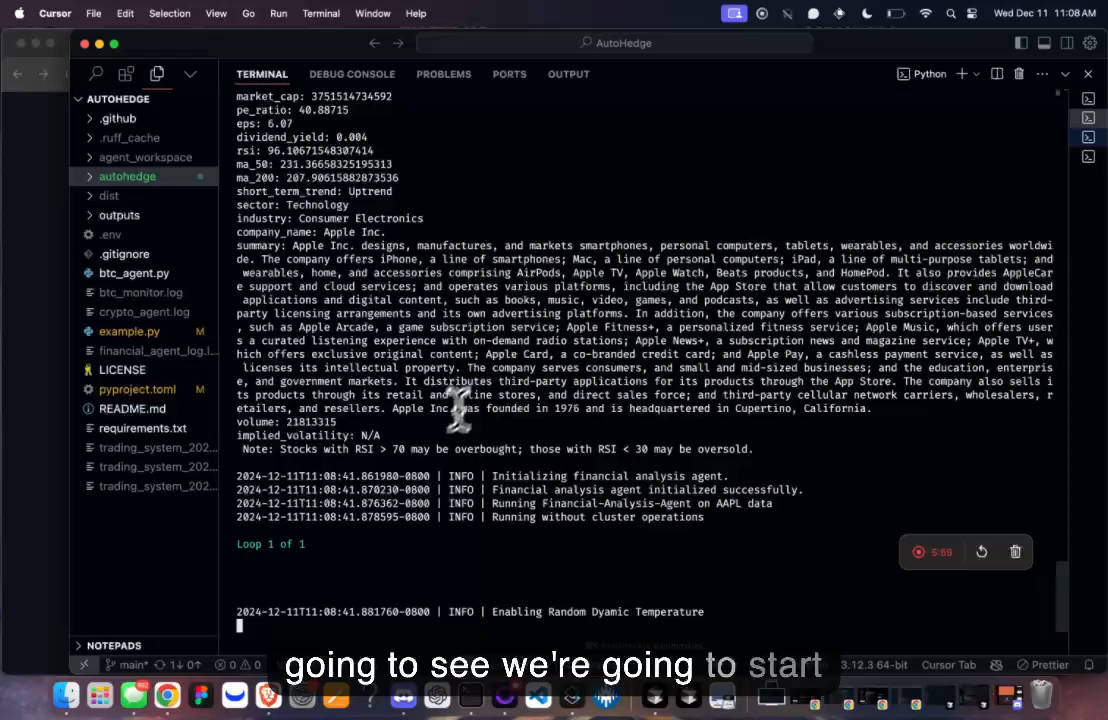 Cursor File Edit Selection View Go Run Terminal Window Help Wed Dec 11 11:08 AM
AutoHedge
TERMINAL DEBUG CONSOLE PROBLEMS PORTS OUTPUT Python
AUTOHEDGE
.github
.ruff_cache
agent_workspace
autohedge
dist
outputs
.env
.gitignore
btc_agent.py
btc_monitor.log
crypto_agent.log
example.py M
financial_agent_log.l...
LICENSE
pyproject.toml M
README.md
requirements.txt
trading_system_202...
trading_system_202...
trading_system_202...
NOTEPADS
market_cap: 3751514734592
pe_ratio: 40.88715
eps: 6.07
dividend_yield: 0.004
rsi: 96.10671548307414
ma_50: 231.36658325195313
ma_200: 207.90615882873536
short_term_trend: Uptrend
sector: Technology
industry: Consumer Electronics
company_name: Apple Inc.
summary: Apple Inc. designs, manufactures, and markets smartphones, personal computers, tablets, wearables, and accessories worldwi
de. The company offers iPhone, a line of smartphones; Mac, a line of personal computers; iPad, a line of multi-purpose tablets; and
wearables, home, and accessories comprising AirPods, Apple TV, Apple Watch, Beats products, and HomePod. It also provides AppleCar
e support and cloud services; and operates various platforms, including the App Store that allow customers to discover and download
applications and digital content, such as books, music, video, games, and podcasts, as well as advertising services include third-
party licensing arrangements and its own advertising platforms. In addition, the company offers various subscription-based services
, such as Apple Arcade, a game subscription service; Apple Fitness+, a personalized fitness service; Apple Music, which offers user
s a curated listening experience with on-demand radio stations; Apple News+, a subscription news and magazine service; Apple TV+, w
hich offers exclusive original content; Apple Card, a co-branded credit card; and Apple Pay, a cashless payment service, as well as
licenses its intellectual property. The company serves consumers, and small and mid-sized businesses; and the education, enterpris
e, and government markets. It distributes third-party applications for its products through the App Store. The company also sells i
ts products through its retail and line stores, and direct sales force; and third-party cellular network carriers, wholesalers, r
etailers, and resellers. Apple Inc. was founded in 1976 and is headquartered in Cupertino, California.
volume: 21813315
implied_volatility: N/A
Note: Stocks with RSI > 70 may be overbought; those with RSI < 30 may be oversold.
2024-12-11T11:08:41.861980-0800 | INFO | Initializing financial analysis agent.
2024-12-11T11:08:41.870230-0800 | INFO | Financial analysis agent initialized successfully.
2024-12-11T11:08:41.876362-0800 | INFO | Running Financial-Analysis-Agent on AAPL data
2024-12-11T11:08:41.878595-0800 | INFO | Running without cluster operations
Loop 1 of 1
5:59
2024-12-11T11:08:41.881760-0800 | INFO | Enabling Random Dyamic Temperature
going to see we're going to start
main* 1↓ 0↑ 0 0 3.12.3 64-bit Cursor Tab Prettier